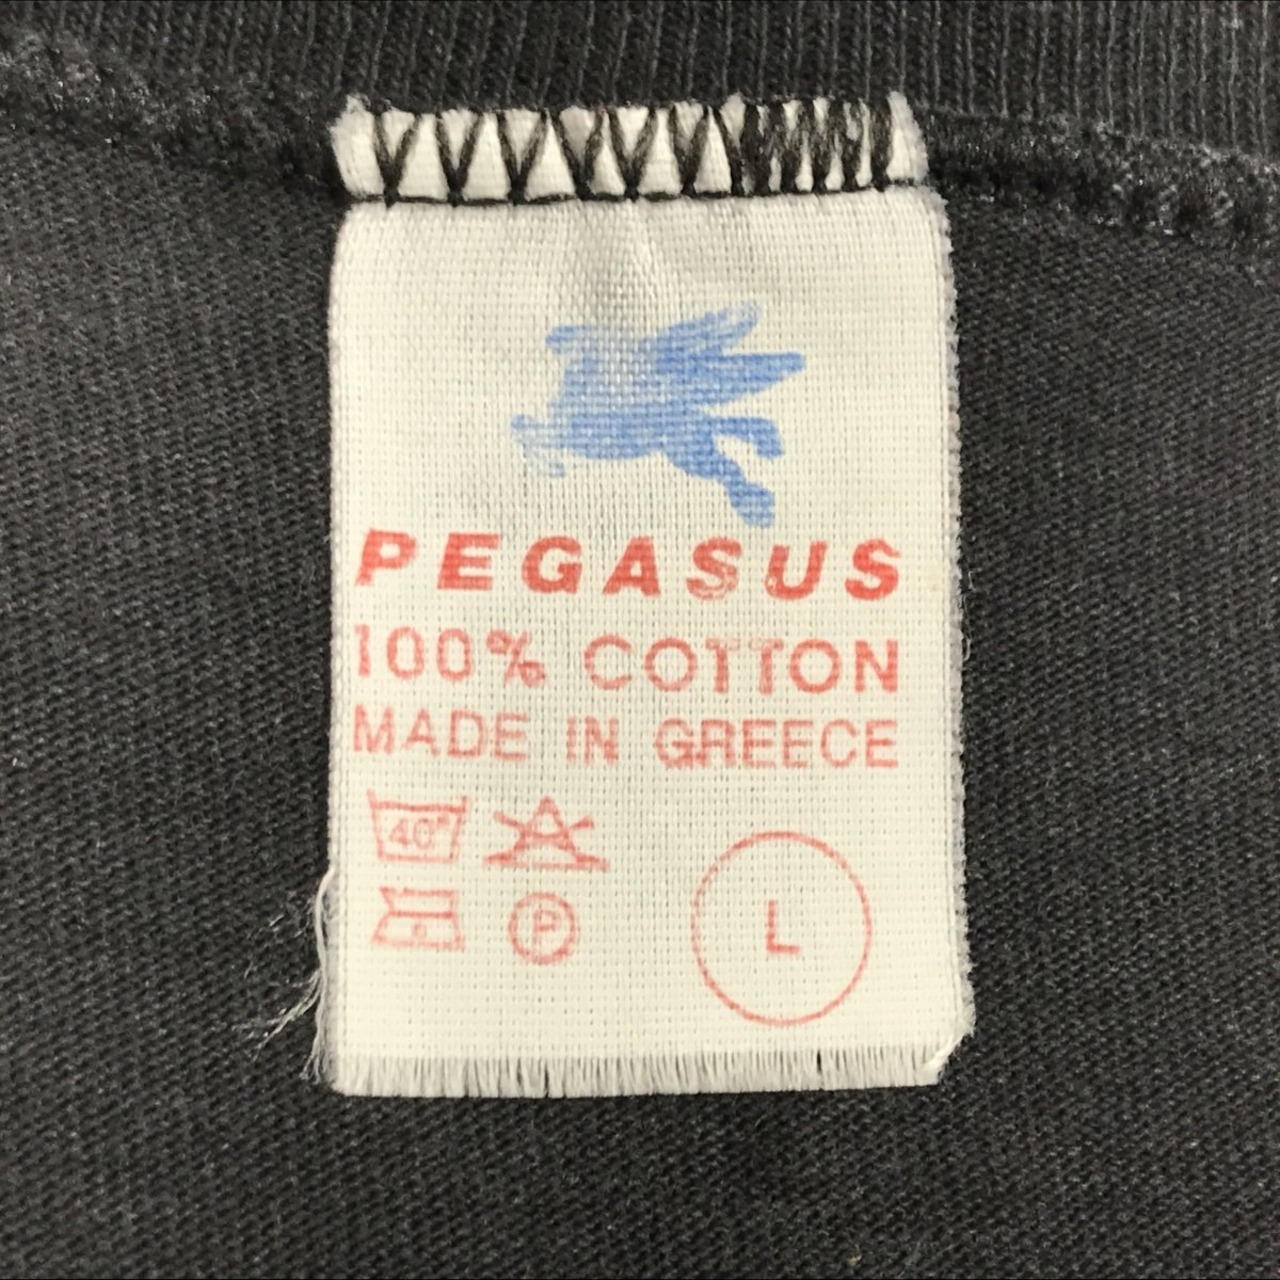 PEGASUS
100% COTTON
MADE IN GREECE
40°
P
L